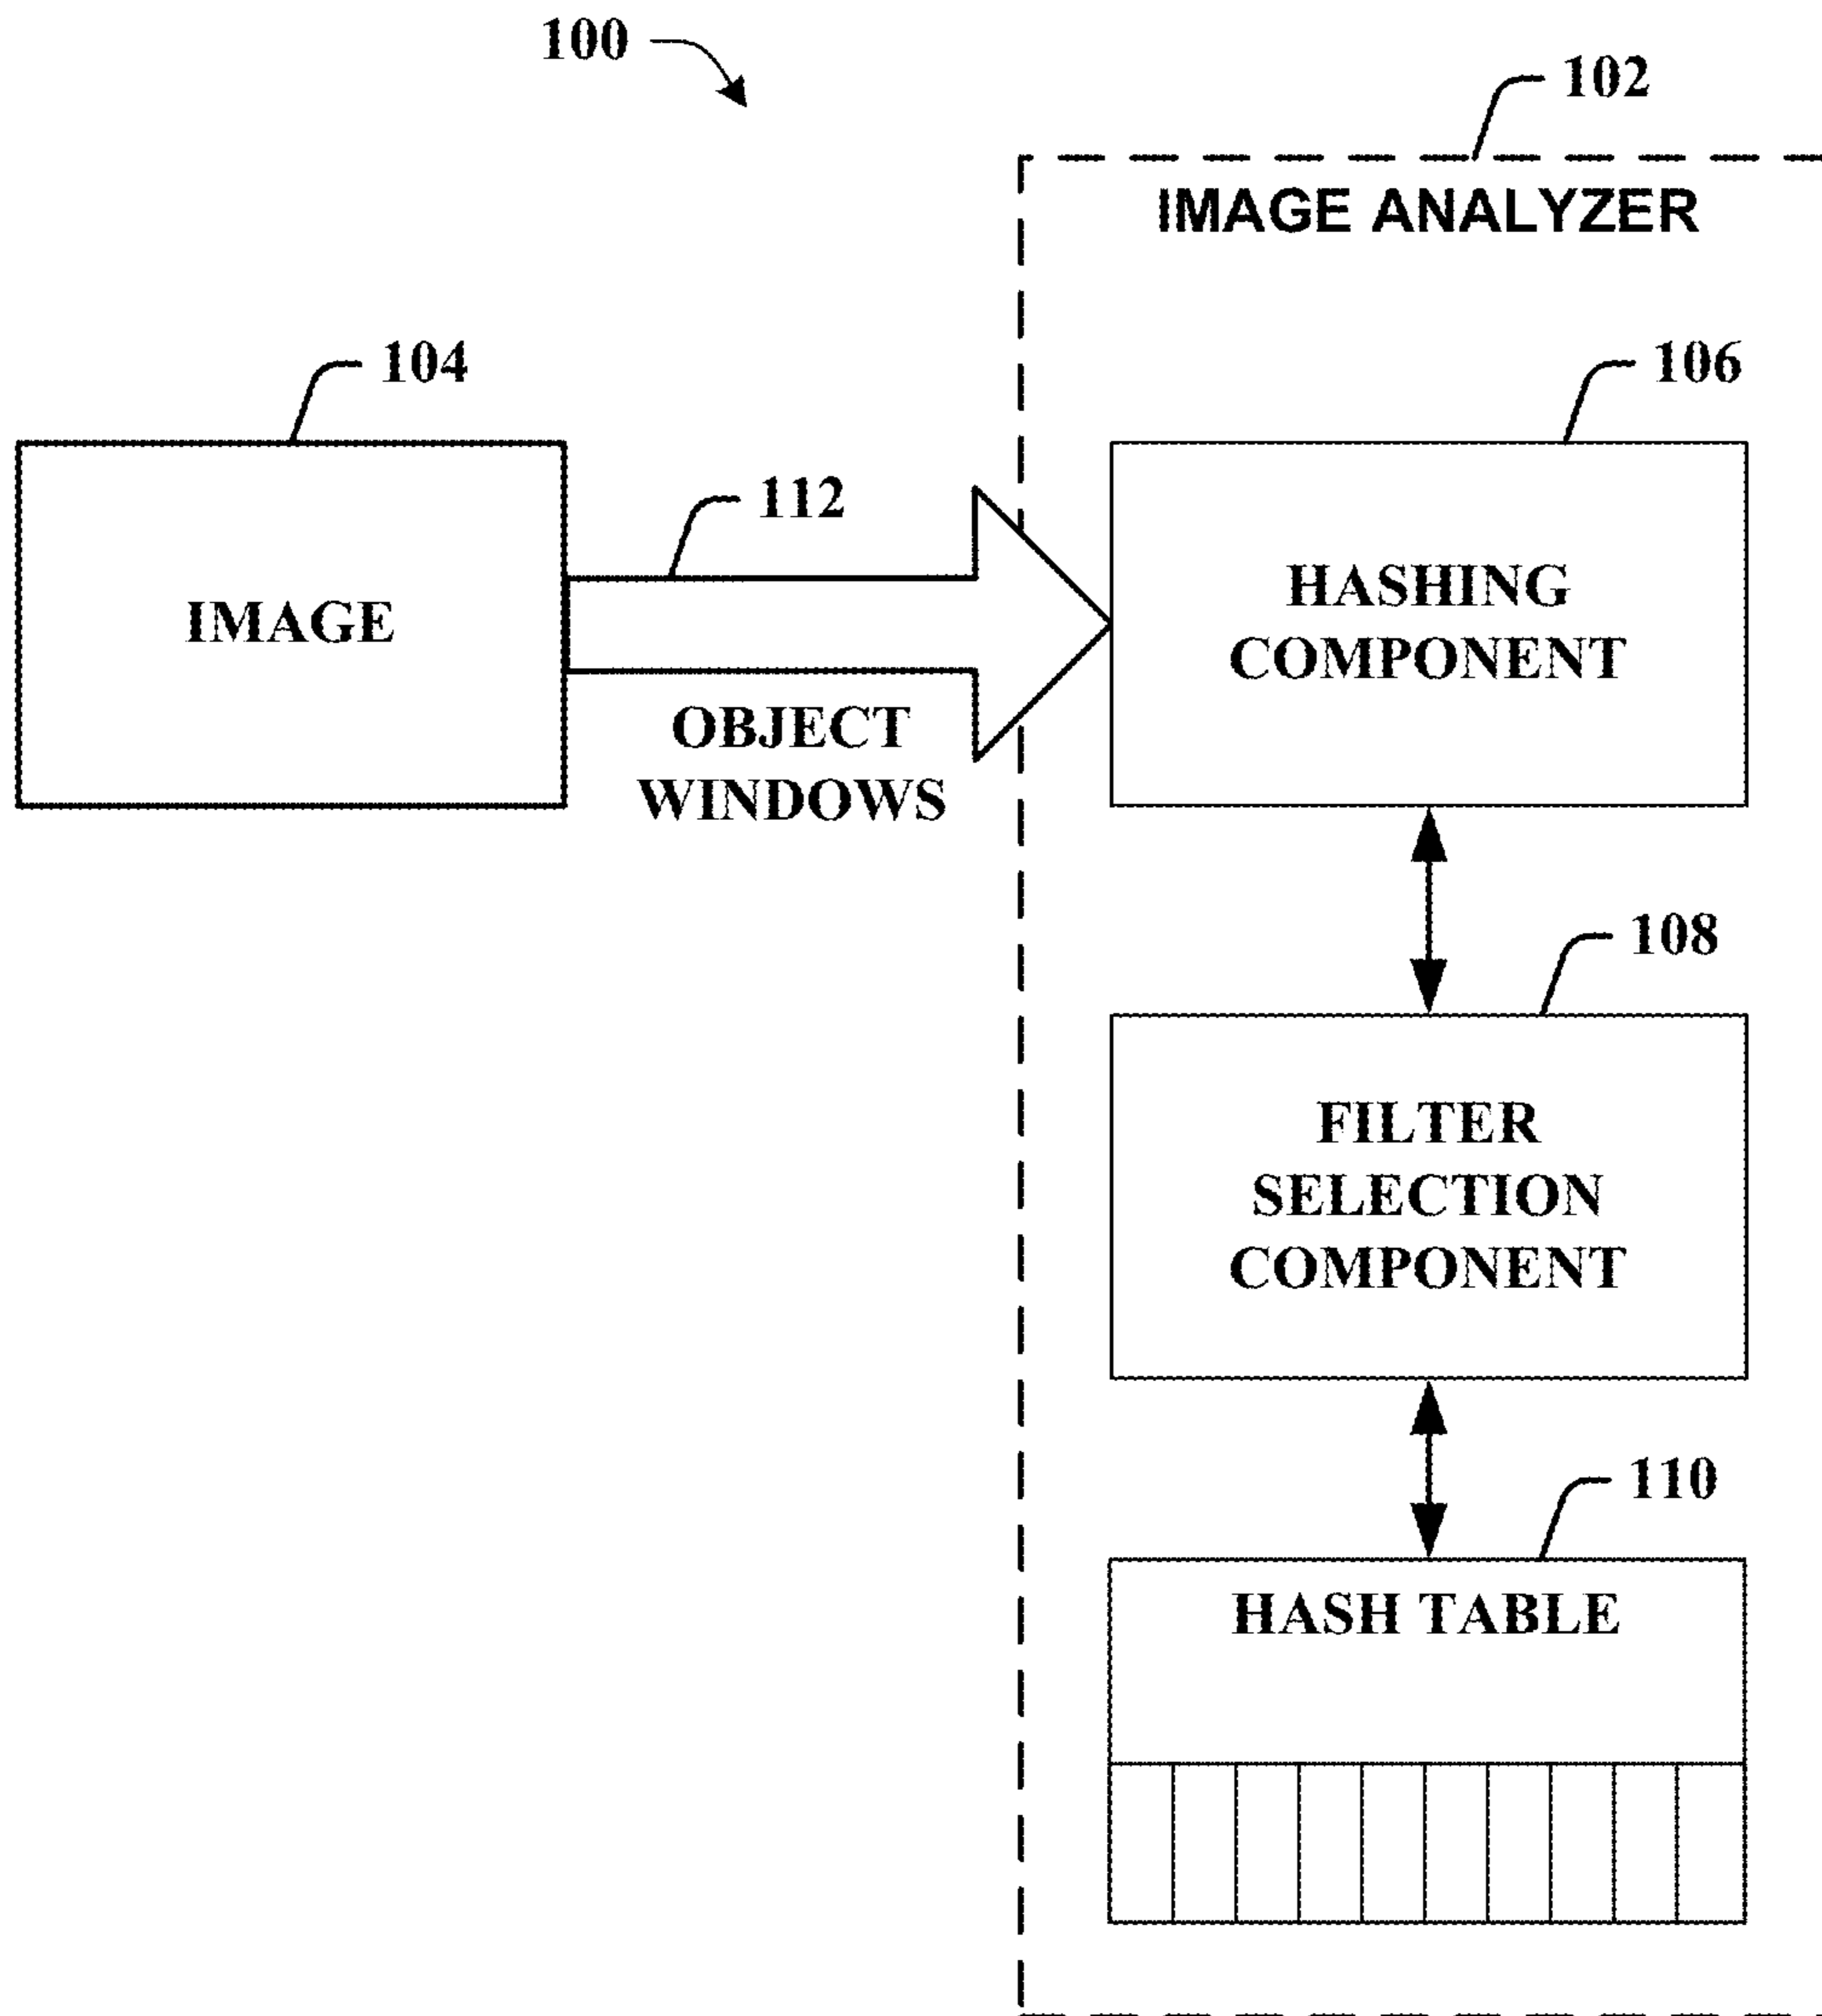 100
102
IMAGE ANALYZER
104
106
112
IMAGE
HASHING
COMPONENT
OBJECT
WINDOWS
108
FILTER
SELECTION
COMPONENT
110
HASH TABLE